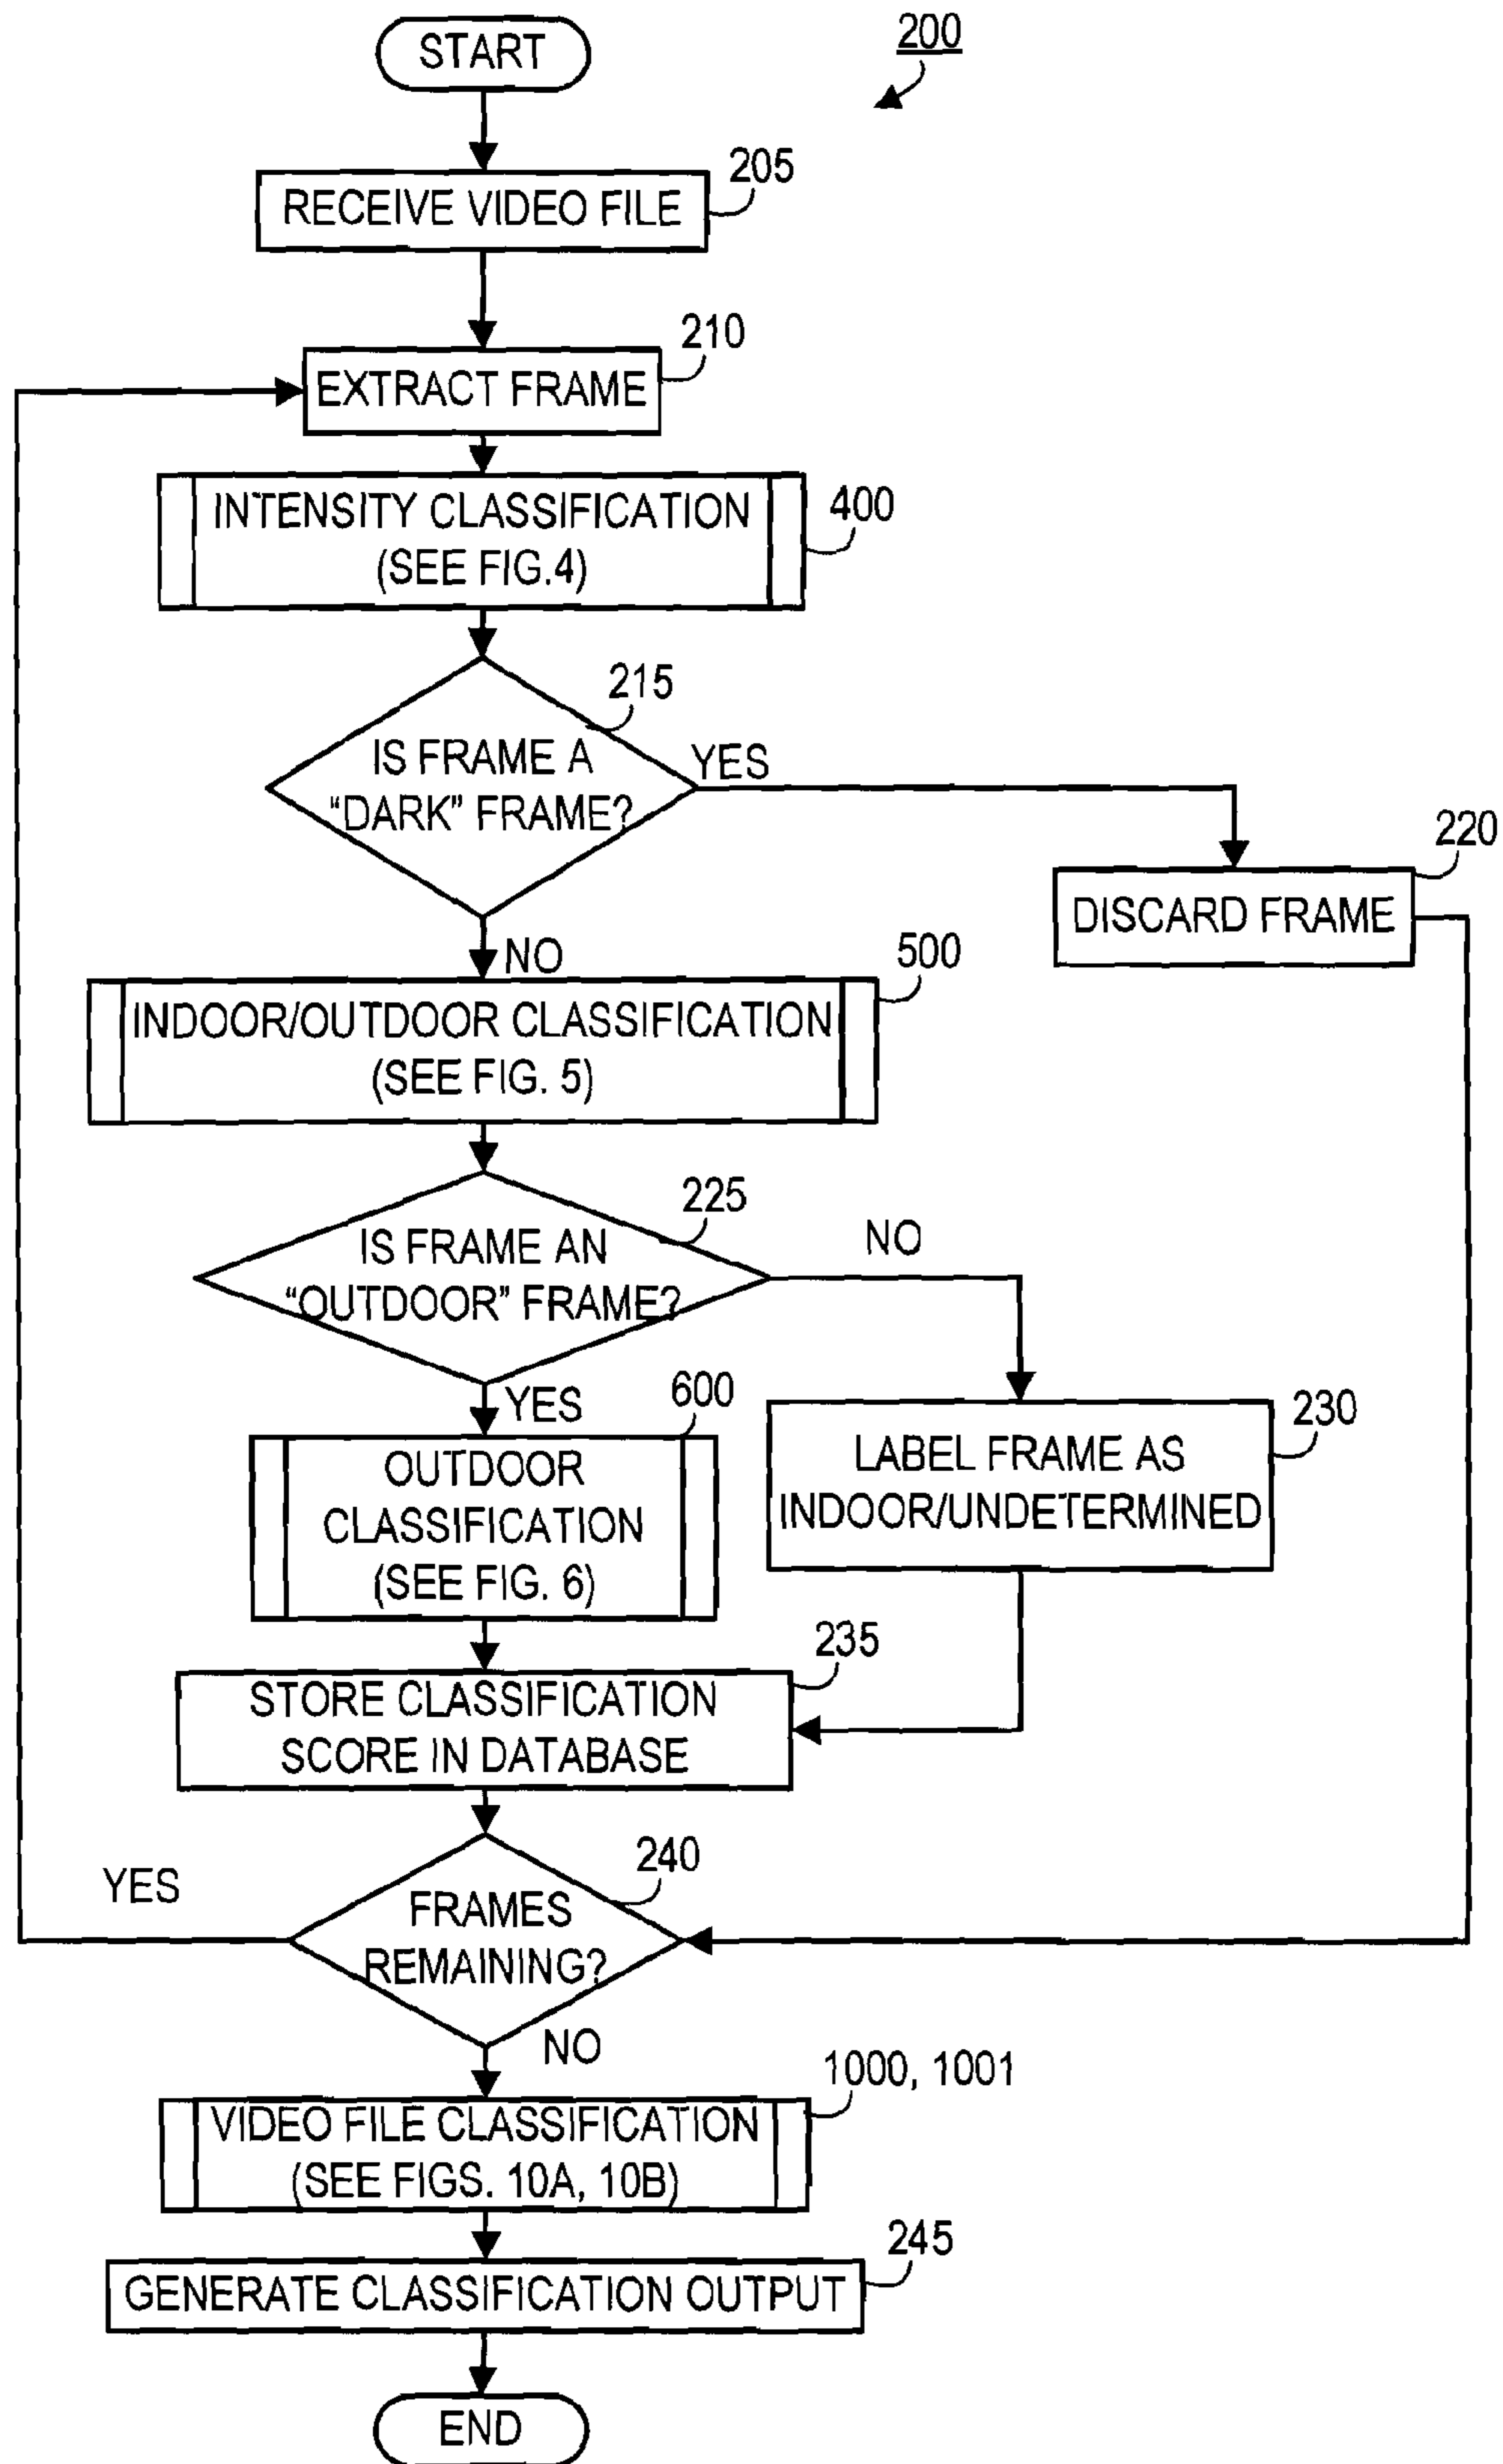 START
200
RECEIVE VIDEO FILE
205
EXTRACT FRAME
210
INTENSITY CLASSIFICATION
(SEE FIG.4)
400
IS FRAME A
“DARK” FRAME?
215
YES
DISCARD FRAME
220
NO
INDOOR/OUTDOOR CLASSIFICATION
(SEE FIG. 5)
500
IS FRAME AN
“OUTDOOR” FRAME?
225
NO
YES
OUTDOOR
CLASSIFICATION
(SEE FIG. 6)
600
LABEL FRAME AS
INDOOR/UNDETERMINED
230
STORE CLASSIFICATION
SCORE IN DATABASE
235
FRAMES
REMAINING?
240
YES
NO
VIDEO FILE CLASSIFICATION
(SEE FIGS. 10A, 10B)
1000, 1001
GENERATE CLASSIFICATION OUTPUT
245
END